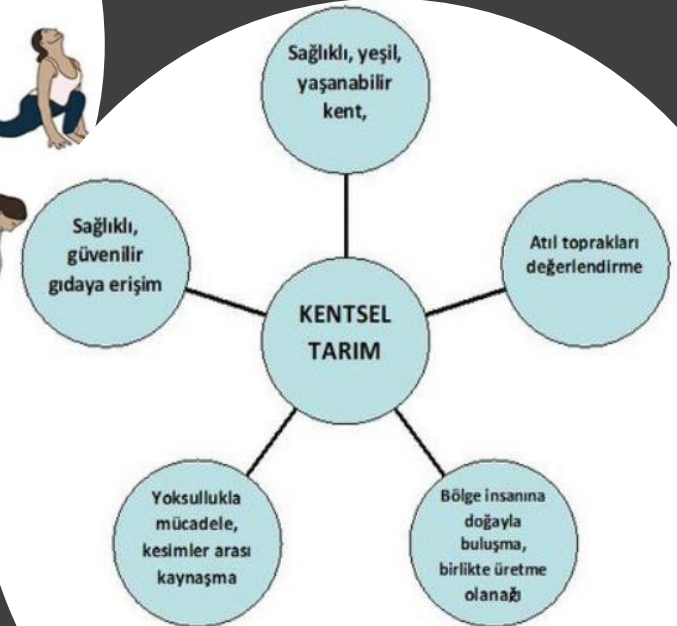 Sağlıklı, yeşil,
yaşanabilir
kent,
Sağlıklı,
güvenilir
gıdaya erişim
Atıl toprakları
değerlendirme
KENTSEL
TARIM
Yoksullukla
mücadele,
kesimler arası
kaynaşma
Bölge insanına
doğayla
buluşma,
birlikte üretme
olanağı